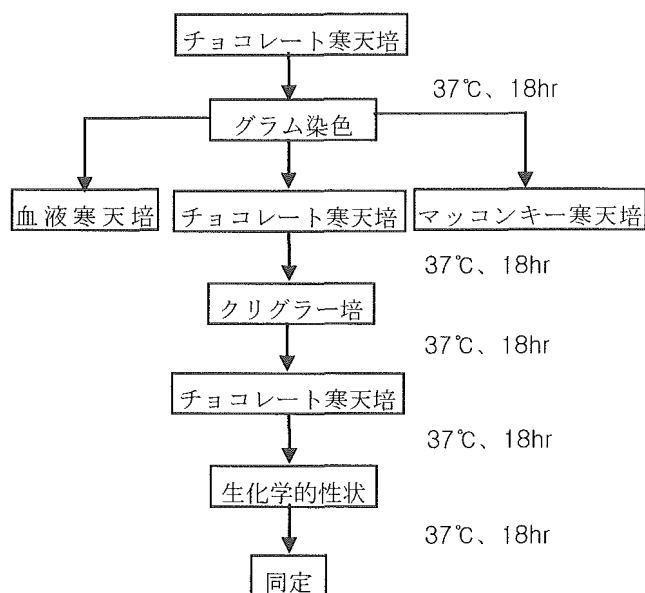 チョコレート寒天培
37℃、18hr
グラム染色
血液寒天培
チョコレート寒天培
マッコンキー寒天培
37℃、18hr
クリグラー培
37℃、18hr
チョコレート寒天培
37℃、18hr
生化学的性状
37℃、18hr
同定